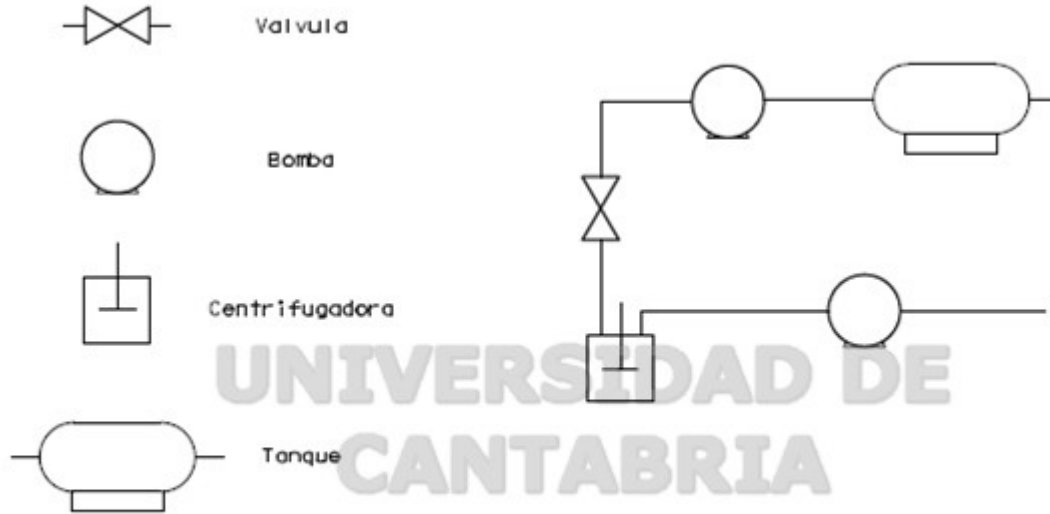 Valvula
Bomba
Centrifugadora
Tanque
UNIVERSIDAD DE
CANTABRIA